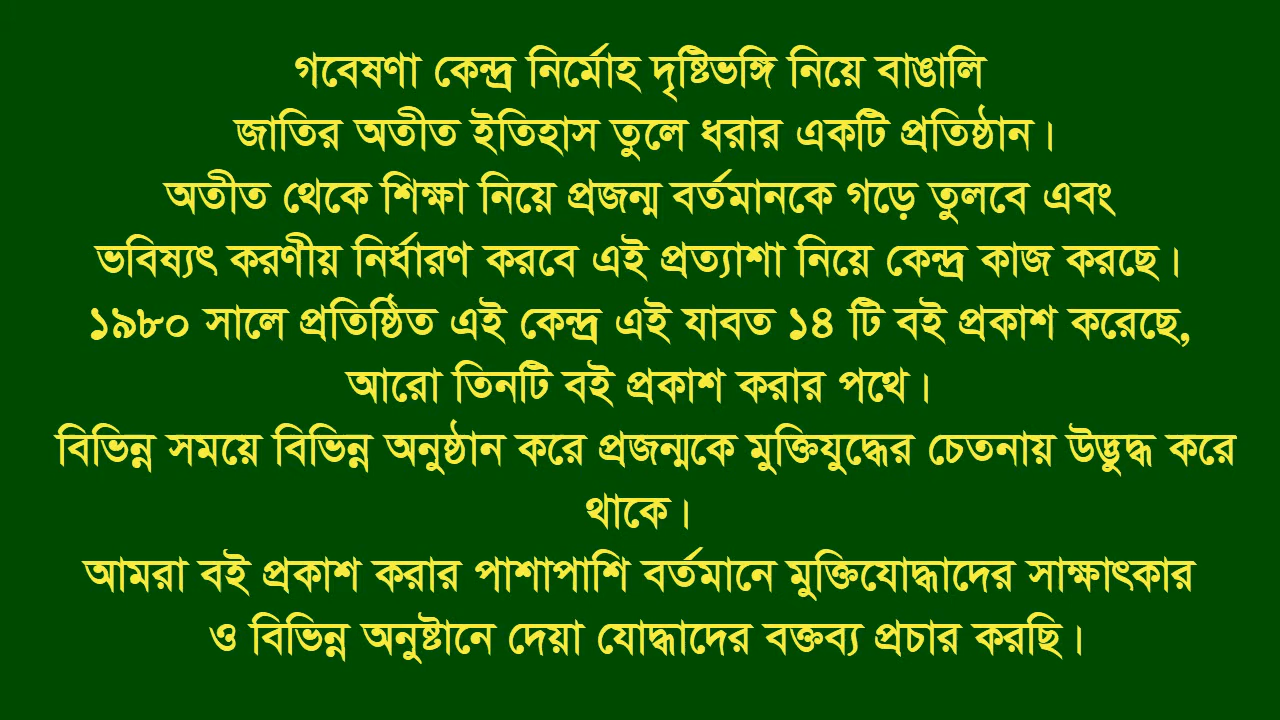 গবেষণা কেন্দ্র নির্মোহ দৃষ্টিভঙ্গি নিয়ে বাঙালি
জাতির অতীত ইতিহাস তুলে ধরার একটি প্রতিষ্ঠান।
অতীত থেকে শিক্ষা নিয়ে প্রজন্ম বর্তমানকে গড়ে তুলবে এবং
ভবিষ্যৎ করণীয় নির্ধারণ করবে এই প্রত্যাশা নিয়ে কেন্দ্র কাজ করছে।
১৯৮০ সালে প্রতিষ্ঠিত এই কেন্দ্র এই যাবত ১৪ টি বই প্রকাশ করেছে,
আরো তিনটি বই প্রকাশ করার পথে।
বিভিন্ন সময়ে বিভিন্ন অনুষ্ঠান করে প্রজন্মকে মুক্তিযুদ্ধের চেতনায় উদ্ভুদ্ধ করে
থাকে।
আমরা বই প্রকাশ করার পাশাপাশি বর্তমানে মুক্তিযোদ্ধাদের সাক্ষাৎকার
ও বিভিন্ন অনুষ্টানে দেয়া যোদ্ধাদের বক্তব্য প্রচার করছি।